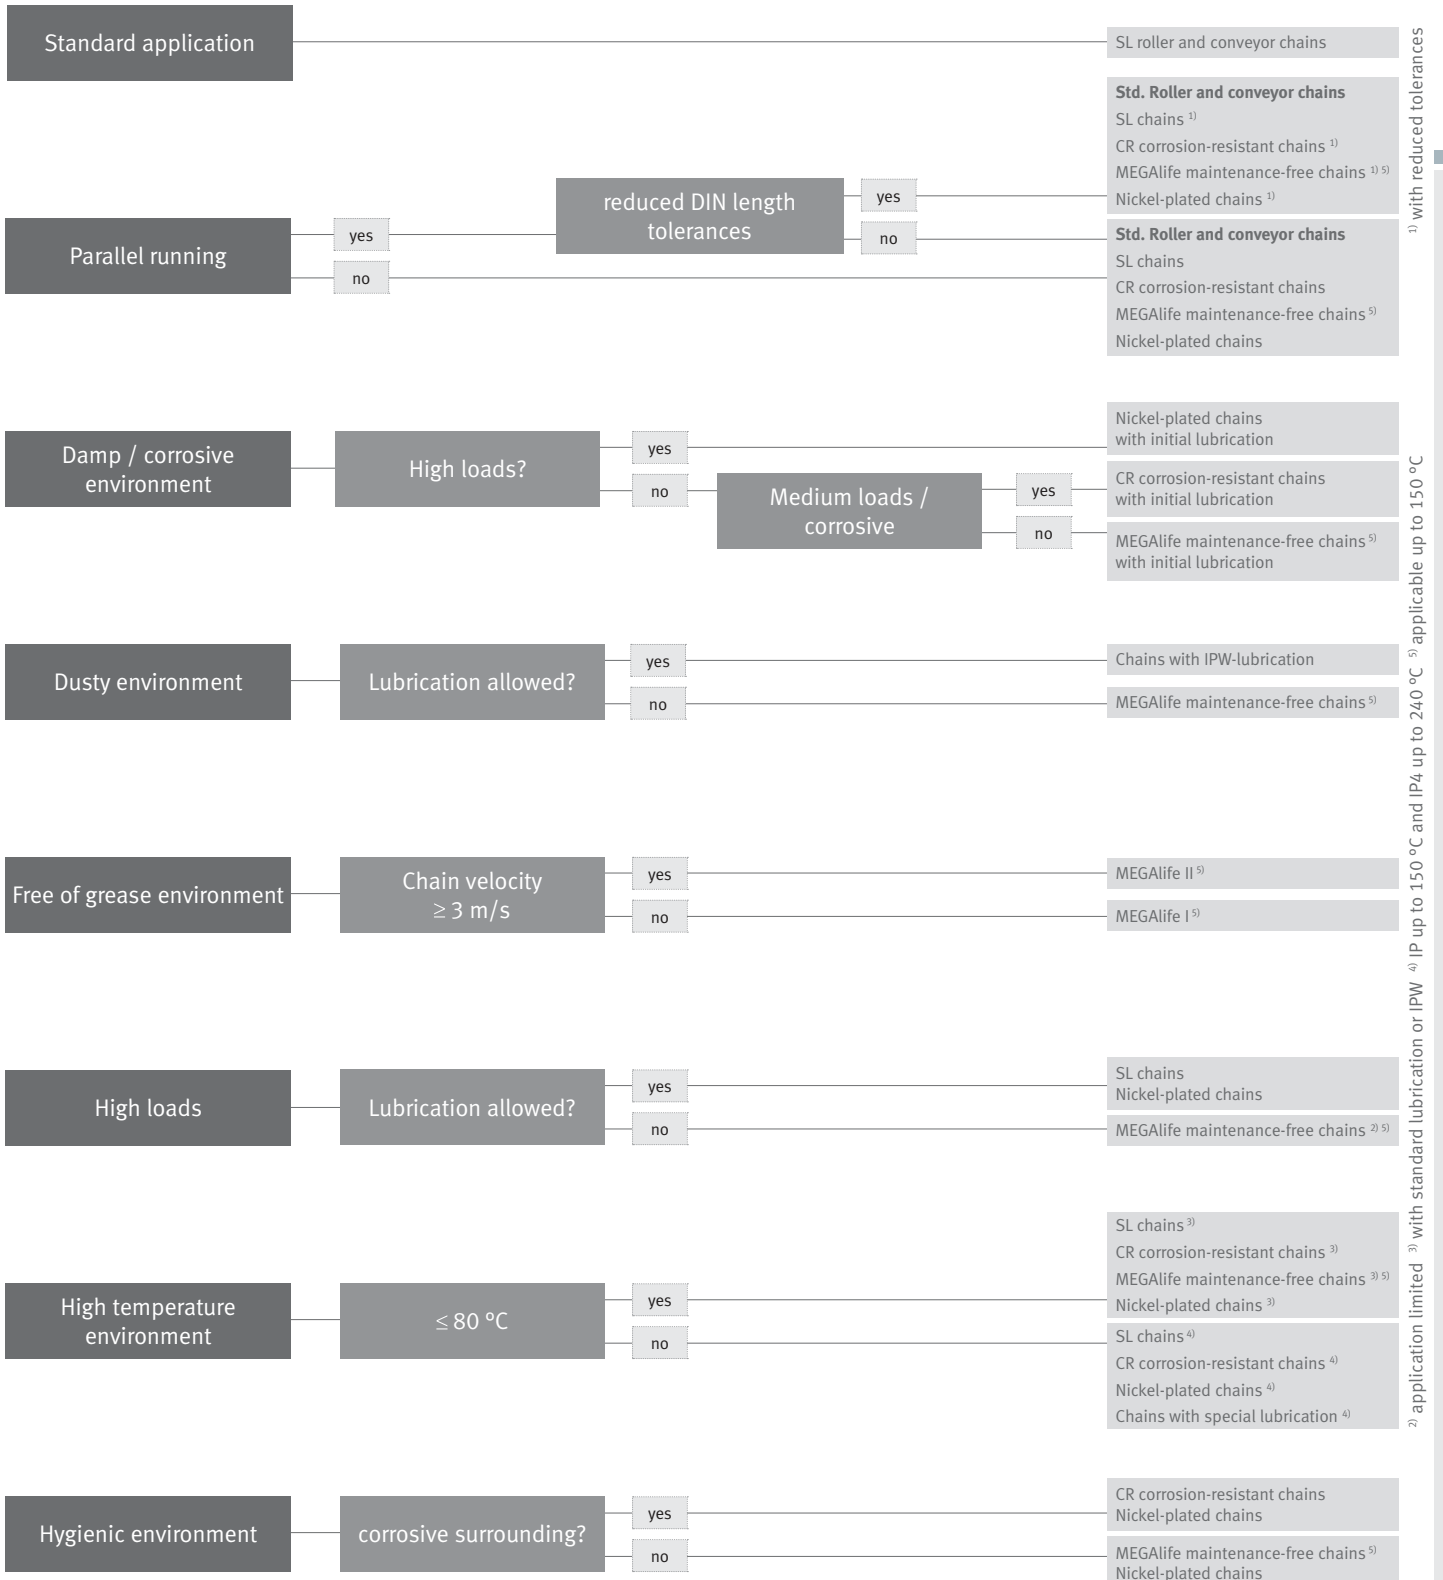 Standard application
SL roller and conveyor chains
Parallel running
yes
no
reduced DIN length
tolerances
yes
no
Std. Roller and conveyor chains
SL chains 1)
CR corrosion-resistant chains 1)
MEGAlife maintenance-free chains 1) 5)
Nickel-plated chains 1)
Std. Roller and conveyor chains
SL chains
CR corrosion-resistant chains
MEGAlife maintenance-free chains 5)
Nickel-plated chains
Damp / corrosive
environment
High loads?
yes
no
Medium loads /
corrosive
yes
no
Nickel-plated chains
with initial lubrication
CR corrosion-resistant chains
with initial lubrication
MEGAlife maintenance-free chains 5)
with initial lubrication
Dusty environment
Lubrication allowed?
yes
no
Chains with IPW-lubrication
MEGAlife maintenance-free chains 5)
Free of grease environment
Chain velocity
≥ 3 m/s
yes
no
MEGAlife II 5)
MEGAlife I 5)
High loads
Lubrication allowed?
yes
no
SL chains
Nickel-plated chains
MEGAlife maintenance-free chains 2) 5)
High temperature
environment
≤ 80 °C
yes
no
SL chains 3)
CR corrosion-resistant chains 3)
MEGAlife maintenance-free chains 3) 5)
Nickel-plated chains 3)
SL chains 4)
CR corrosion-resistant chains 4)
Nickel-plated chains 4)
Chains with special lubrication 4)
Hygienic environment
corrosive surrounding?
yes
no
CR corrosion-resistant chains
Nickel-plated chains
MEGAlife maintenance-free chains 5)
Nickel-plated chains
1) with reduced tolerances
2) application limited 3) with standard lubrication or IPW 4) IP up to 150 °C and IP4 up to 240 °C 5) applicable up to 150 °C